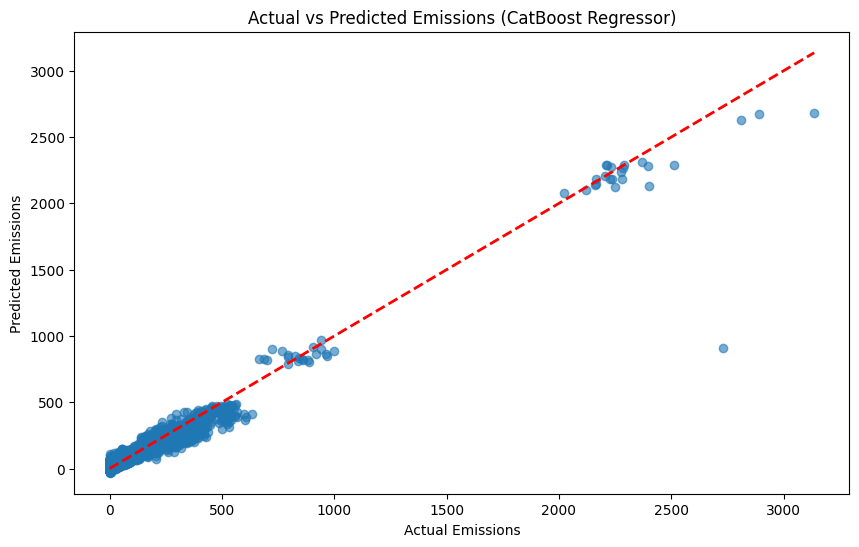 Actual vs Predicted Emissions (CatBoost Regressor)
Predicted Emissions
3000
2500
2000
1500
1000
500
0
0 500 1000 1500 2000 2500 3000
Actual Emissions